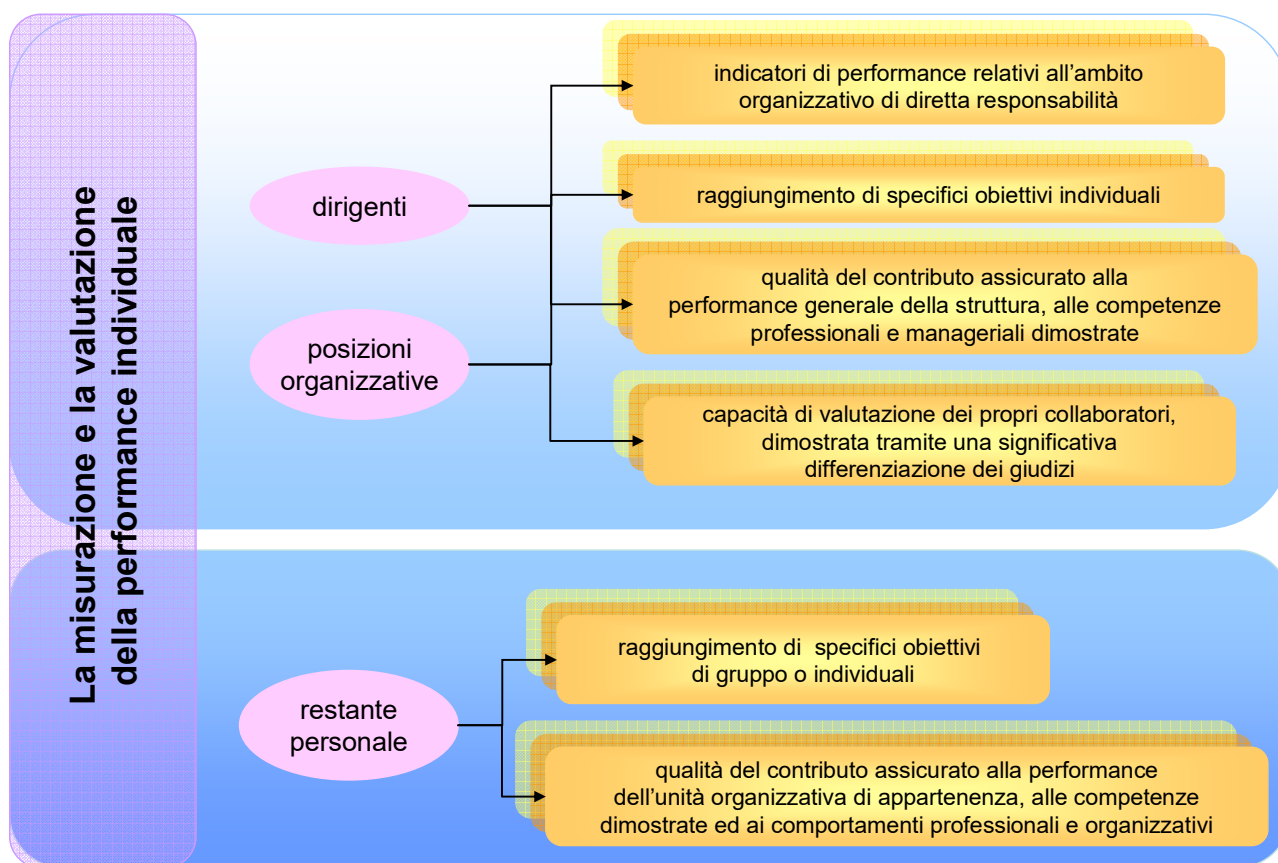 La misurazione e la valutazione
della performance individuale
dirigenti
posizioni
organizzative
indicatori di performance relativi all'ambito
organizzativo di diretta responsabilità
raggiungimento di specifici obiettivi individuali
qualità del contributo assicurato alla
performance generale della struttura, alle competenze
professionali e manageriali dimostrate
capacità di valutazione dei propri collaboratori,
dimostrata tramite una significativa
differenziazione dei giudizi
restante
personale
raggiungimento di specifici obiettivi
di gruppo o individuali
qualità del contributo assicurato alla performance
dell'unità organizzativa di appartenenza, alle competenze
dimostrate ed ai comportamenti professionali e organizzativi